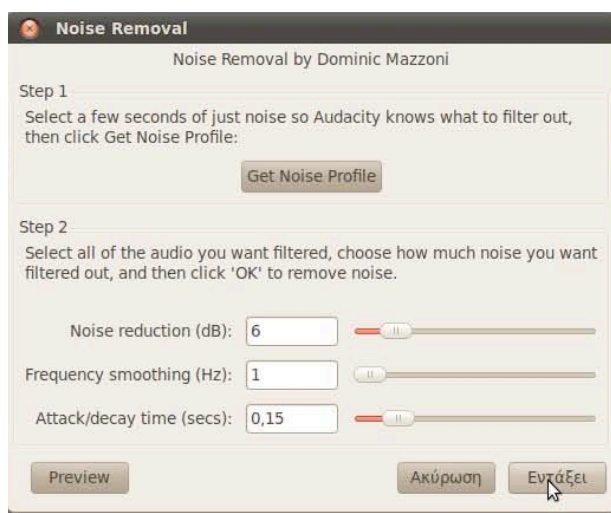 Noise Removal
Noise Removal by Dominic Mazzoni
Step 1
Select a few seconds of just noise so Audacity knows what to filter out,
then click Get Noise Profile:
Get Noise Profile
Step 2
Select all of the audio you want filtered, choose how much noise you want
filtered out, and then click 'OK' to remove noise.
Noise reduction (dB): 6
Frequency smoothing (Hz): 1
Attack/decay time (secs): 0,15
Preview Ακύρωση Εντάξει